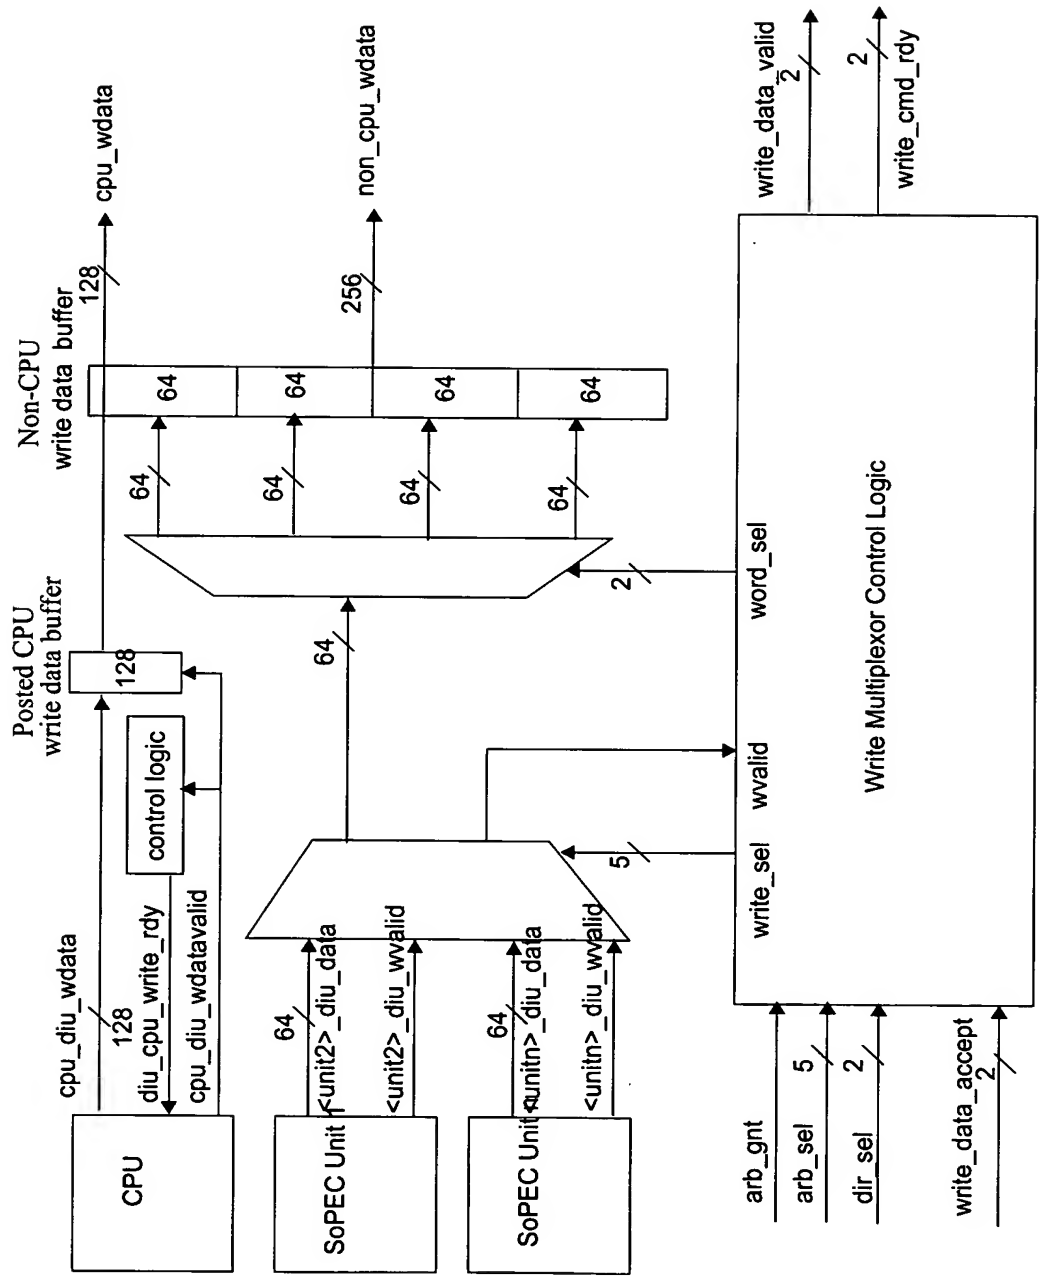 CPU
cpu_diu_wdata
128
diu_cpu_write_rdy
cpu_diu_wdatavalid
control logic
Posted CPU
write data buffer
128
Non-CPU
write data buffer
128
cpu_wdata
SoPEC Unit 1
64
<unit2>_diu_data
<unit2>_diu_wvalid
SoPEC Unit n
64
<unitn>_diu_data
<unitn>_diu_wvalid
64
64
64
64
64
64
64
64
64
256
non_cpu_wdata
5
2
write_sel
wvalid
word_sel
Write Multiplexor Control Logic
arb_gnt
arb_sel
5
dir_sel
2
write_data_accept
2
write_data_valid
2
2
write_cmd_rdy